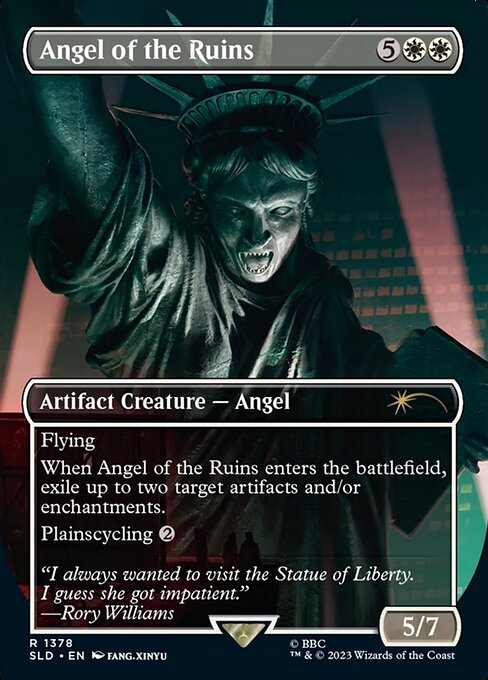 Angel of the Ruins 5
Artifact Creature — Angel
Flying
When Angel of the Ruins enters the battlefield,
exile up to two target artifacts and/or
enchantments.
Plainscycling 2
“I always wanted to visit the Statue of Liberty.
I guess she got impatient.”
—Rory Williams
5/7
R 1378
SLD • EN FANG.XINYU
© BBC
™ & © 2023 Wizards of the Coast